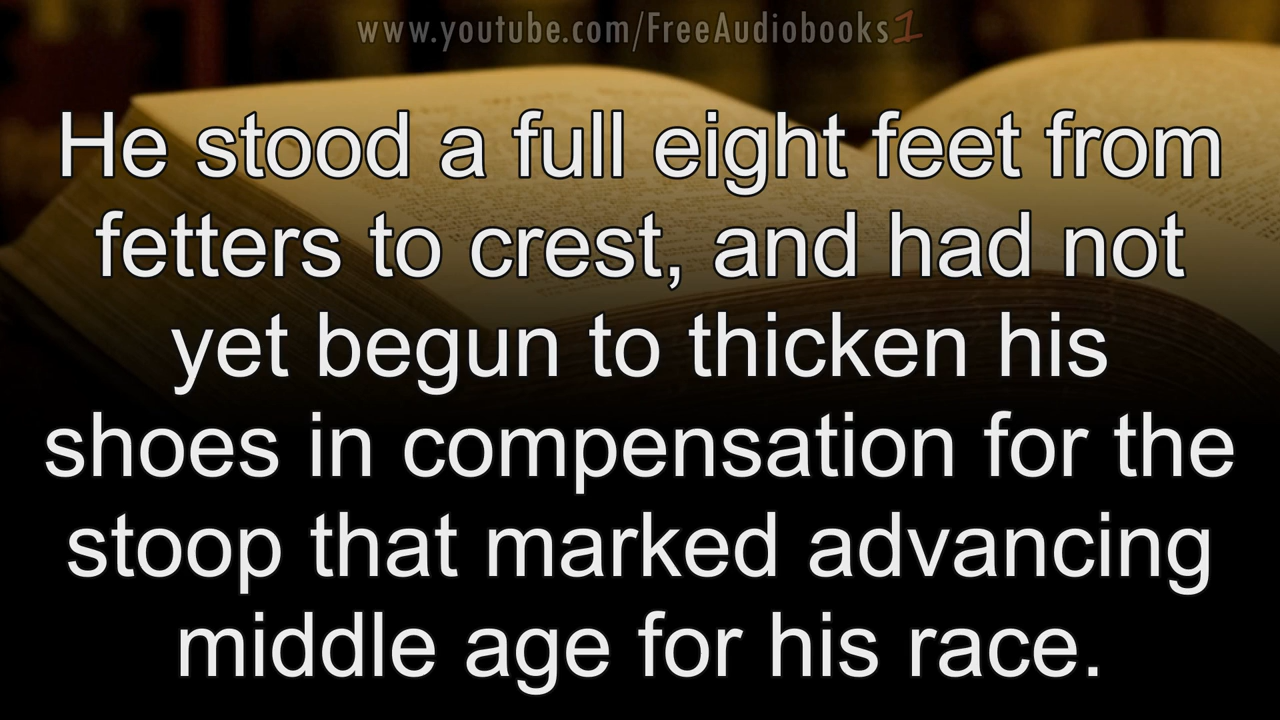 www.youtube.com/FreeAudiobooks1
He stood a full eight feet from
fetters to crest, and had not
yet begun to thicken his
shoes in compensation for the
stoop that marked advancing
middle age for his race.